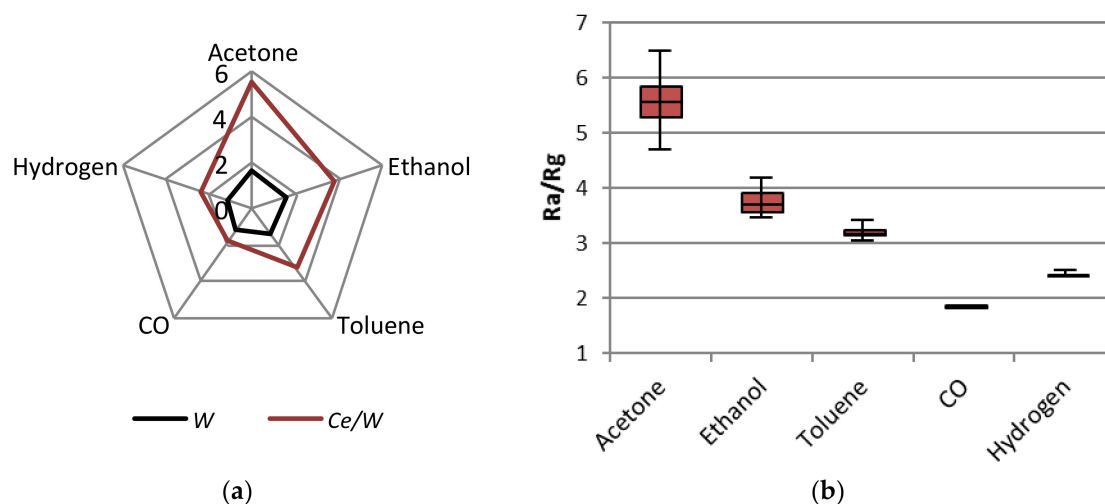 Acetone
6
4
2
0
Hydrogen
Ethanol
CO
Toluene
W
Ce/W
(a)
Ra/Rg
7
6
5
4
3
2
1
Acetone
Ethanol
Toluene
CO
Hydrogen
(b)